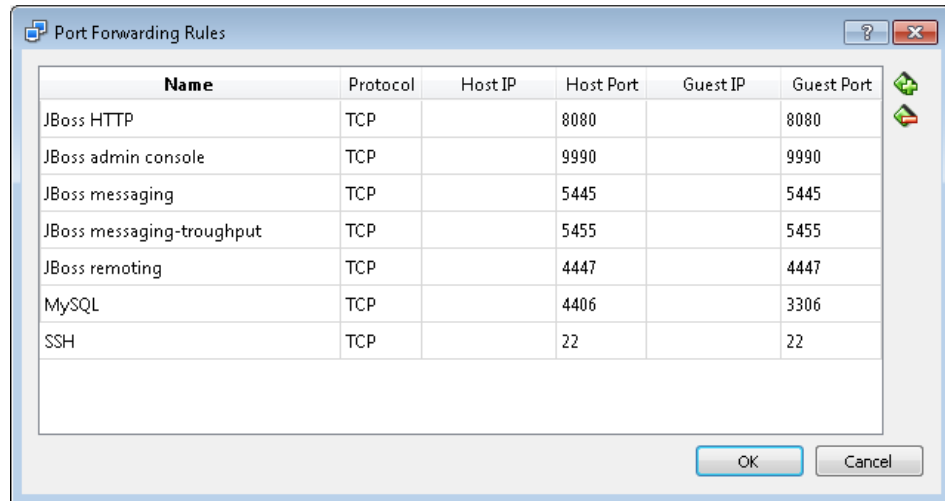 Port Forwarding Rules
Name Protocol Host IP Host Port Guest IP Guest Port
JBoss HTTP TCP 8080 8080
JBoss admin console TCP 9990 9990
JBoss messaging TCP 5445 5445
JBoss messaging-troughput TCP 5455 5455
JBoss remoting TCP 4447 4447
MySQL TCP 4406 3306
SSH TCP 22 22
OK Cancel